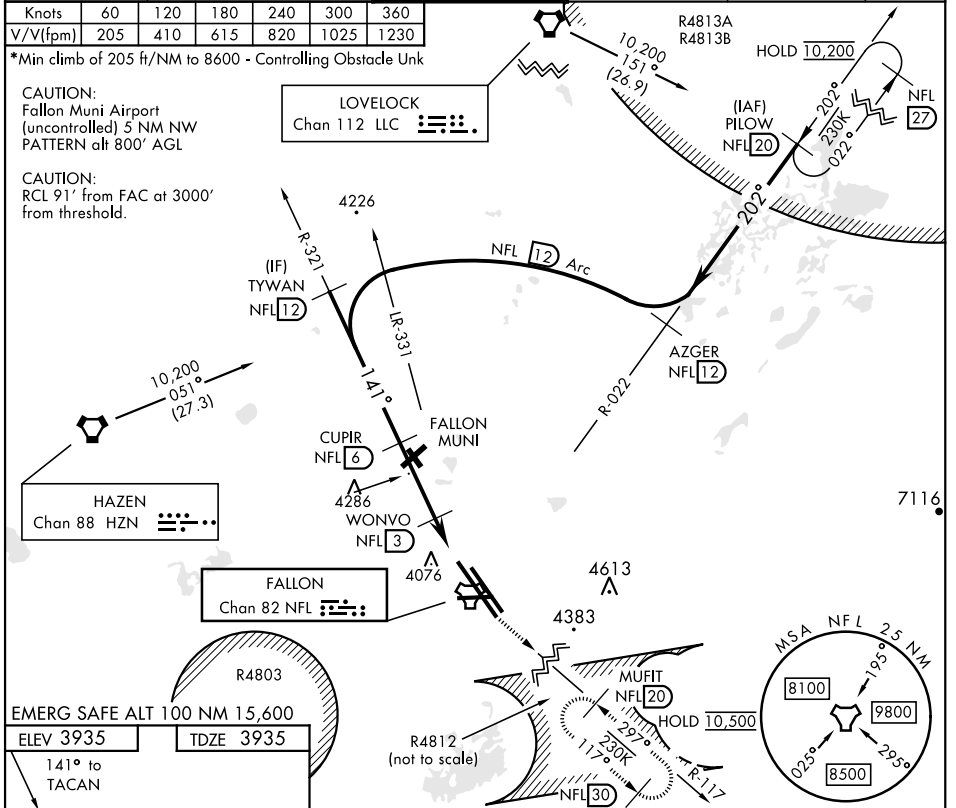 Knots 60 120 180 240 300 360
V/V(fpm) 205 410 615 820 1025 1230
*Min climb of 205 ft/NM to 8600 - Controlling Obstacle Unk
CAUTION:
Fallon Muni Airport
(uncontrolled) 5 NM NW
PATTERN alt 800' AGL
CAUTION:
RCL 91' from FAC at 3000'
from threshold.
LOVELOCK
Chan 112 LLC
10,200
151°
(26.9)
R4813A
R4813B
HOLD 10,200
202°
230K
022°
NFL
27
(IAF)
PILOW
NFL 20
202°
4226
R-321
(IF)
TYWAN
NFL 12
NFL 12 Arc
LR-331
AZGER
NFL 12
R-022
141°
10,200
051°
(27.3)
HAZEN
Chan 88 HZN
CUPIR
NFL 6
FALLON
MUNI
4286
WONVO
NFL 3
4076
7116
FALLON
Chan 82 NFL
4613
4383
R4803
MUFIT
NFL 20
HOLD 10,500
297°
230K
117°
R-117
NFL 30
R4812
(not to scale)
MSA NFL 25 NM
195°
8100
9800
025°
295°
8500
EMERG SAFE ALT 100 NM 15,600
ELEV 3935 TDZE 3935
141° to
TACAN